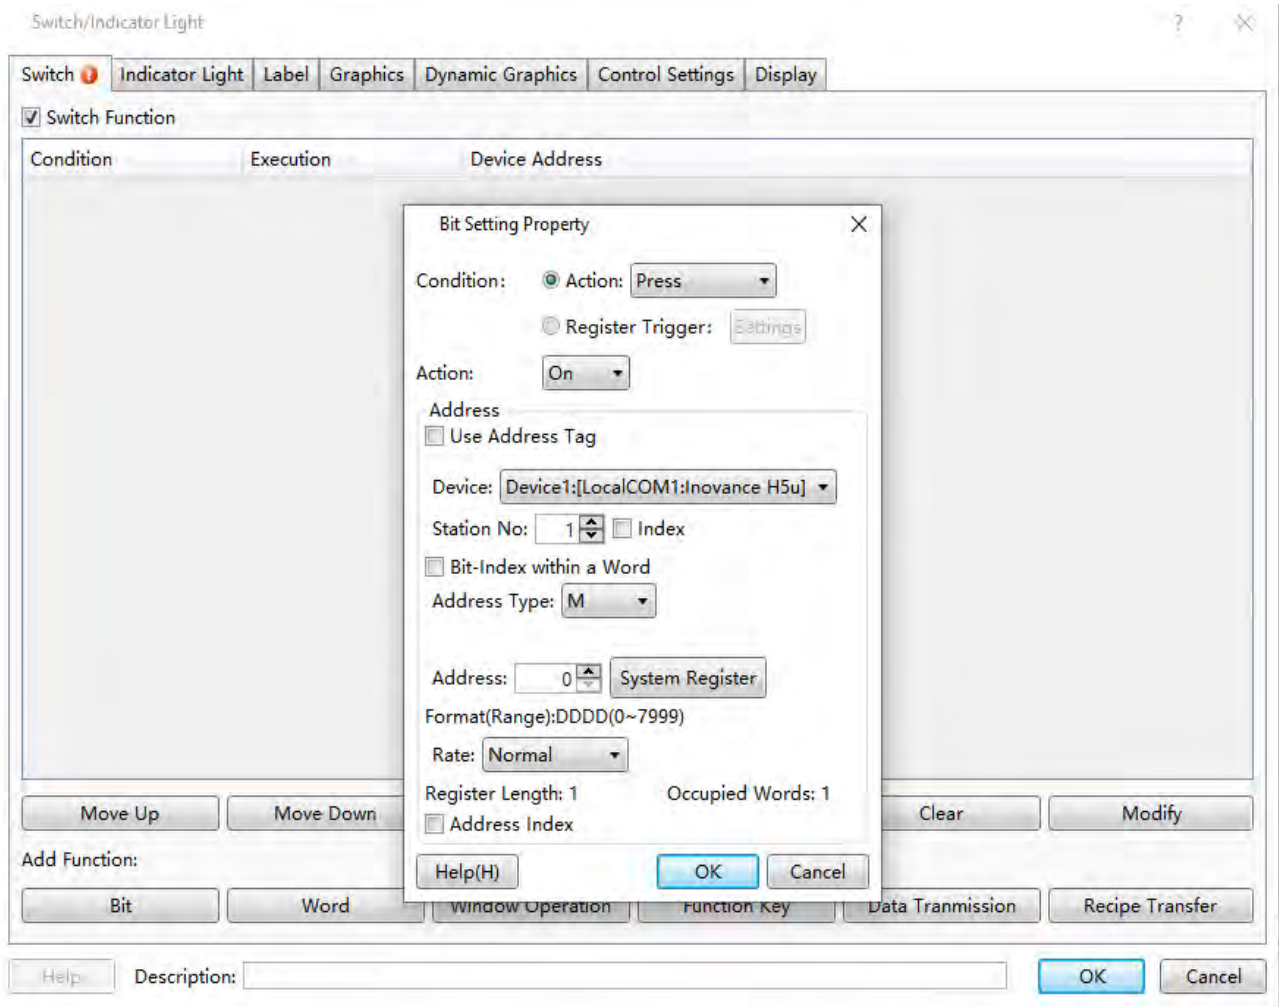 Switch/Indicator Light ?
Switch Indicator Light Label Graphics Dynamic Graphics Control Settings Display
Switch Function
Condition Execution Device Address
Bit Setting Property
Condition: Action: Press
Register Trigger: Settings
Action: On
Address
Use Address Tag
Device: Device1:[LocalCOM1:Inovance H5u]
Station No: 1 Index
Bit-Index within a Word
Address Type: M
Address: 0 System Register
Format(Range):DDDD(0~7999)
Rate: Normal
Register Length: 1 Occupied Words: 1
Address Index
Help(H) OK Cancel
Move Up Move Down Clear Modify
Add Function:
Bit Word Window Operation Function Key Data Tranmission Recipe Transfer
Help Description: OK Cancel